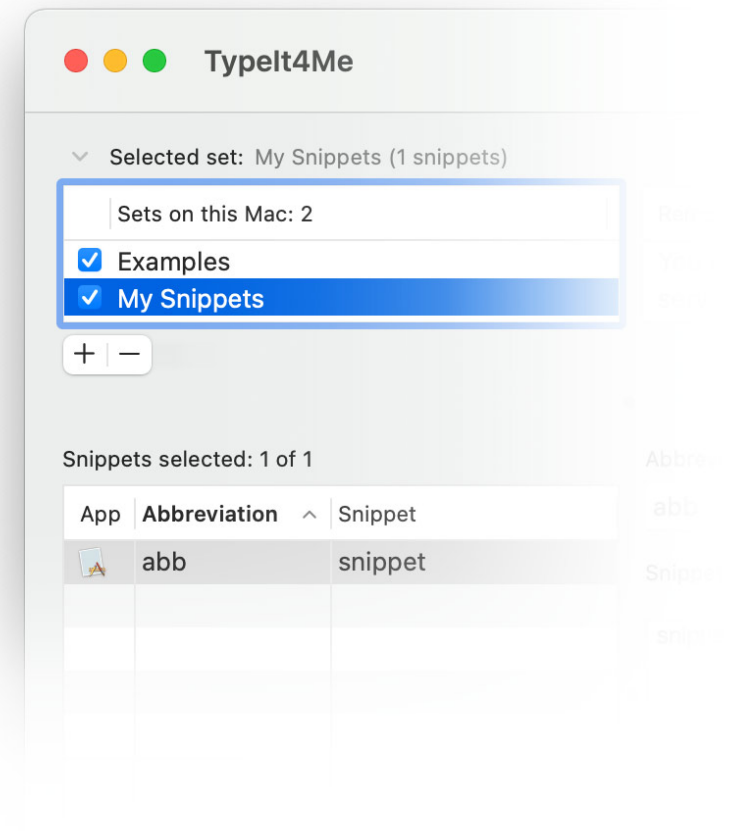 TypeIt4Me
Selected set: My Snippets (1 snippets)
Sets on this Mac: 2
Examples
My Snippets
Snippets selected: 1 of 1
App Abbreviation Snippet
abb
abb snippet